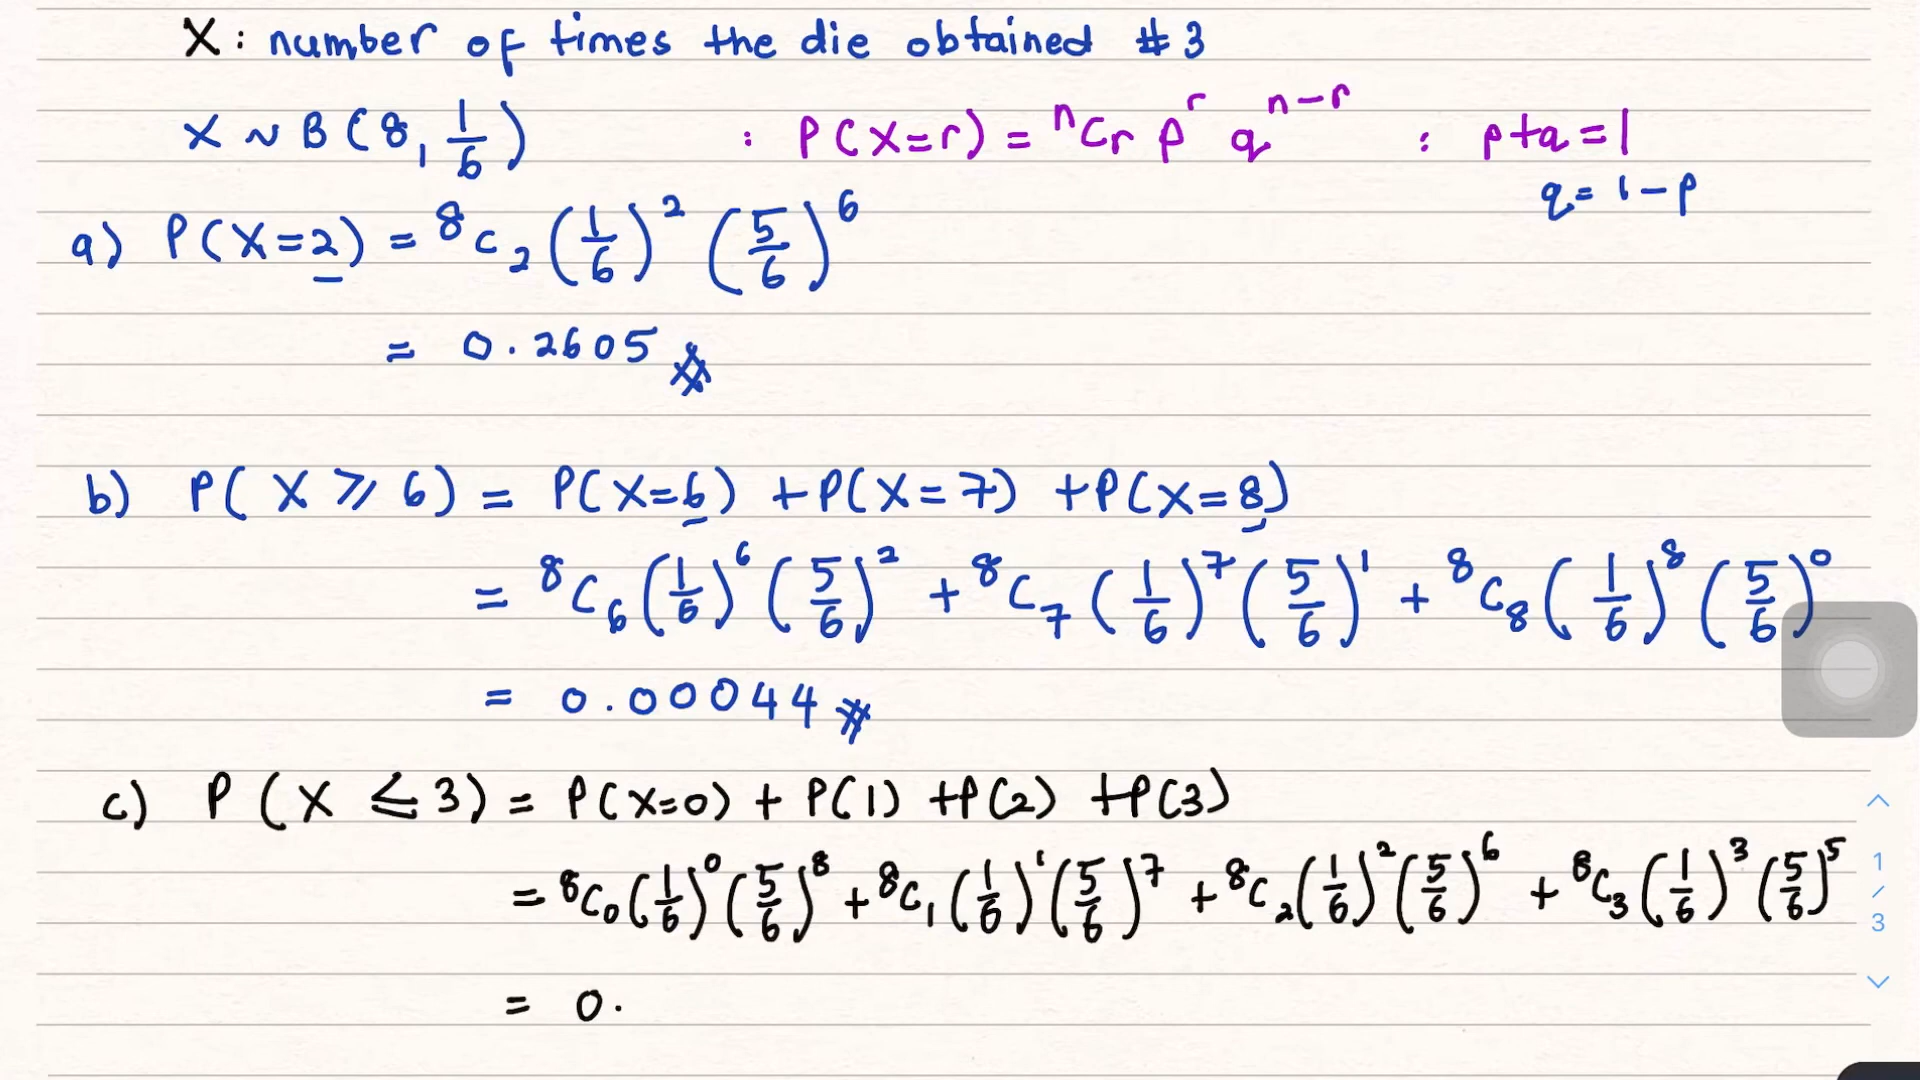 X : number of times the die obtained #3
X ~ B(8, 1/6) : P(X=r) = ⁿCr pʳ qⁿ⁻ʳ : p+q=1
q = 1-p
a) P(X=2) = ⁸C₂ (1/6)² (5/6)⁶
= 0.2605
b) P(X ⩾ 6) = P(X=6) + P(X=7) + P(X=8)
= ⁸C₆ (1/6)⁶ (5/6)² + ⁸C₇ (1/6)⁷ (5/6)¹ + ⁸C₈ (1/6)⁸ (5/6)⁰
= 0.00044
c) P(X ⩽ 3) = P(X=0) + P(1) + P(2) + P(3)
= ⁸C₀ (1/6)⁰ (5/6)⁸ + ⁸C₁ (1/6)¹ (5/6)⁷ + ⁸C₂ (1/6)² (5/6)⁶ + ⁸C₃ (1/6)³ (5/6)⁵
= 0.
1
/
3